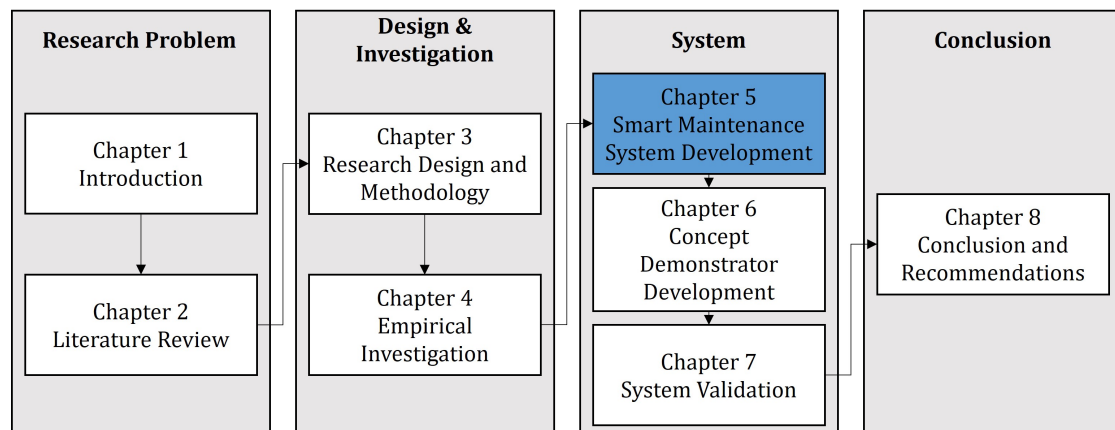 Research Problem
Chapter 1
Introduction
Chapter 2
Literature Review
Design &
Investigation
Chapter 3
Research Design and
Methodology
Chapter 4
Empirical
Investigation
System
Chapter 5
Smart Maintenance
System Development
Chapter 6
Concept
Demonstrator
Development
Chapter 7
System Validation
Conclusion
Chapter 8
Conclusion and
Recommendations